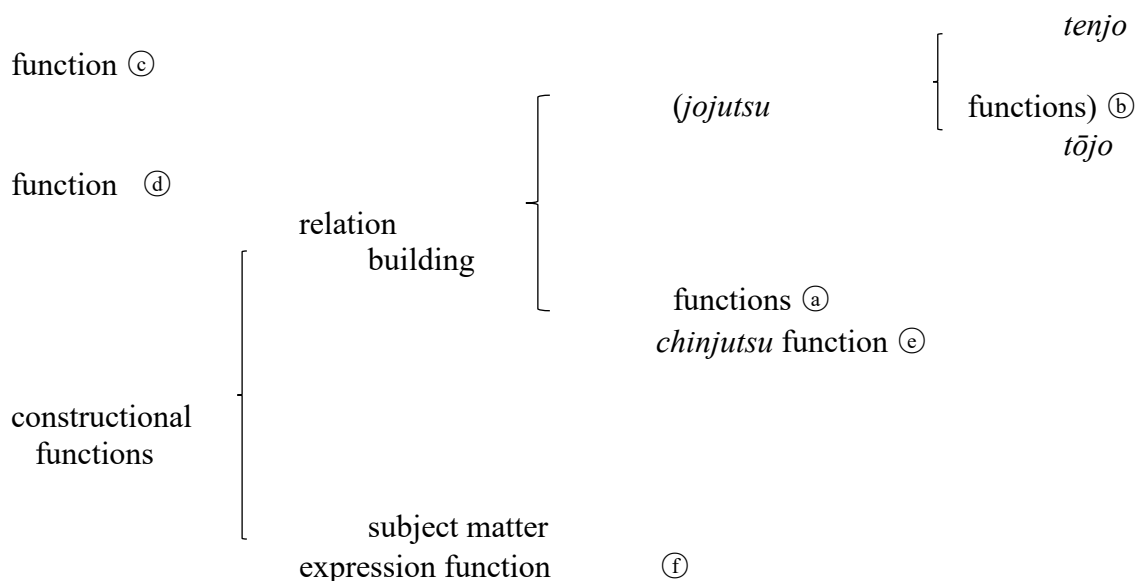 tenjo
function ⓒ
(jojutsu functions) ⓑ
tōjo
function ⓓ
relation
building
functions ⓐ
chinjutsu function ⓔ
constructional
functions
subject matter
expression function ⓕ